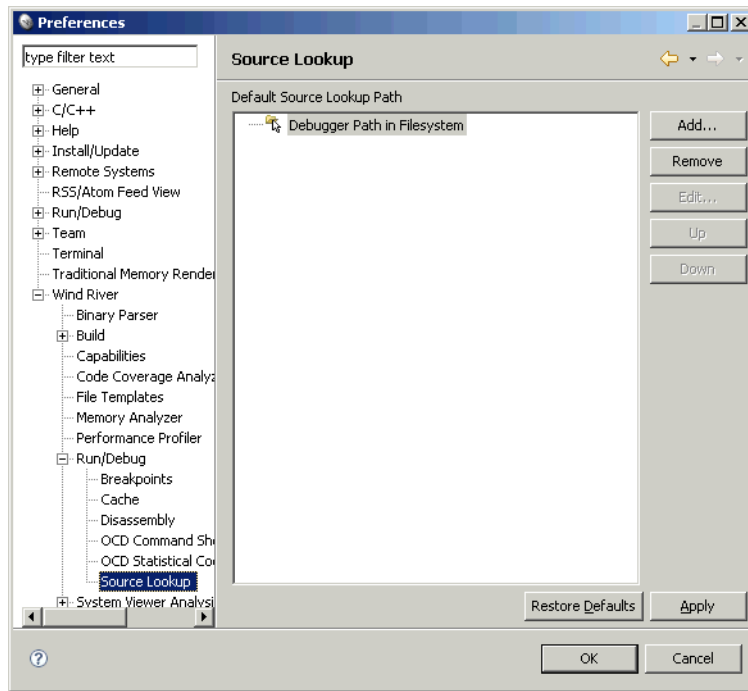 Preferences
type filter text
Source Lookup
General
C/C++
Help
Install/Update
Remote Systems
RSS/Atom Feed View
Run/Debug
Team
Terminal
Traditional Memory Render
Wind River
Binary Parser
Build
Capabilities
Code Coverage Analyz
File Templates
Memory Analyzer
Performance Profiler
Run/Debug
Breakpoints
Cache
Disassembly
OCD Command She
OCD Statistical Cod
Source Lookup
System Viewer Analysi
Default Source Lookup Path
Debugger Path in Filesystem
Add...
Remove
Edit...
Up
Down
Restore Defaults
Apply
OK
Cancel